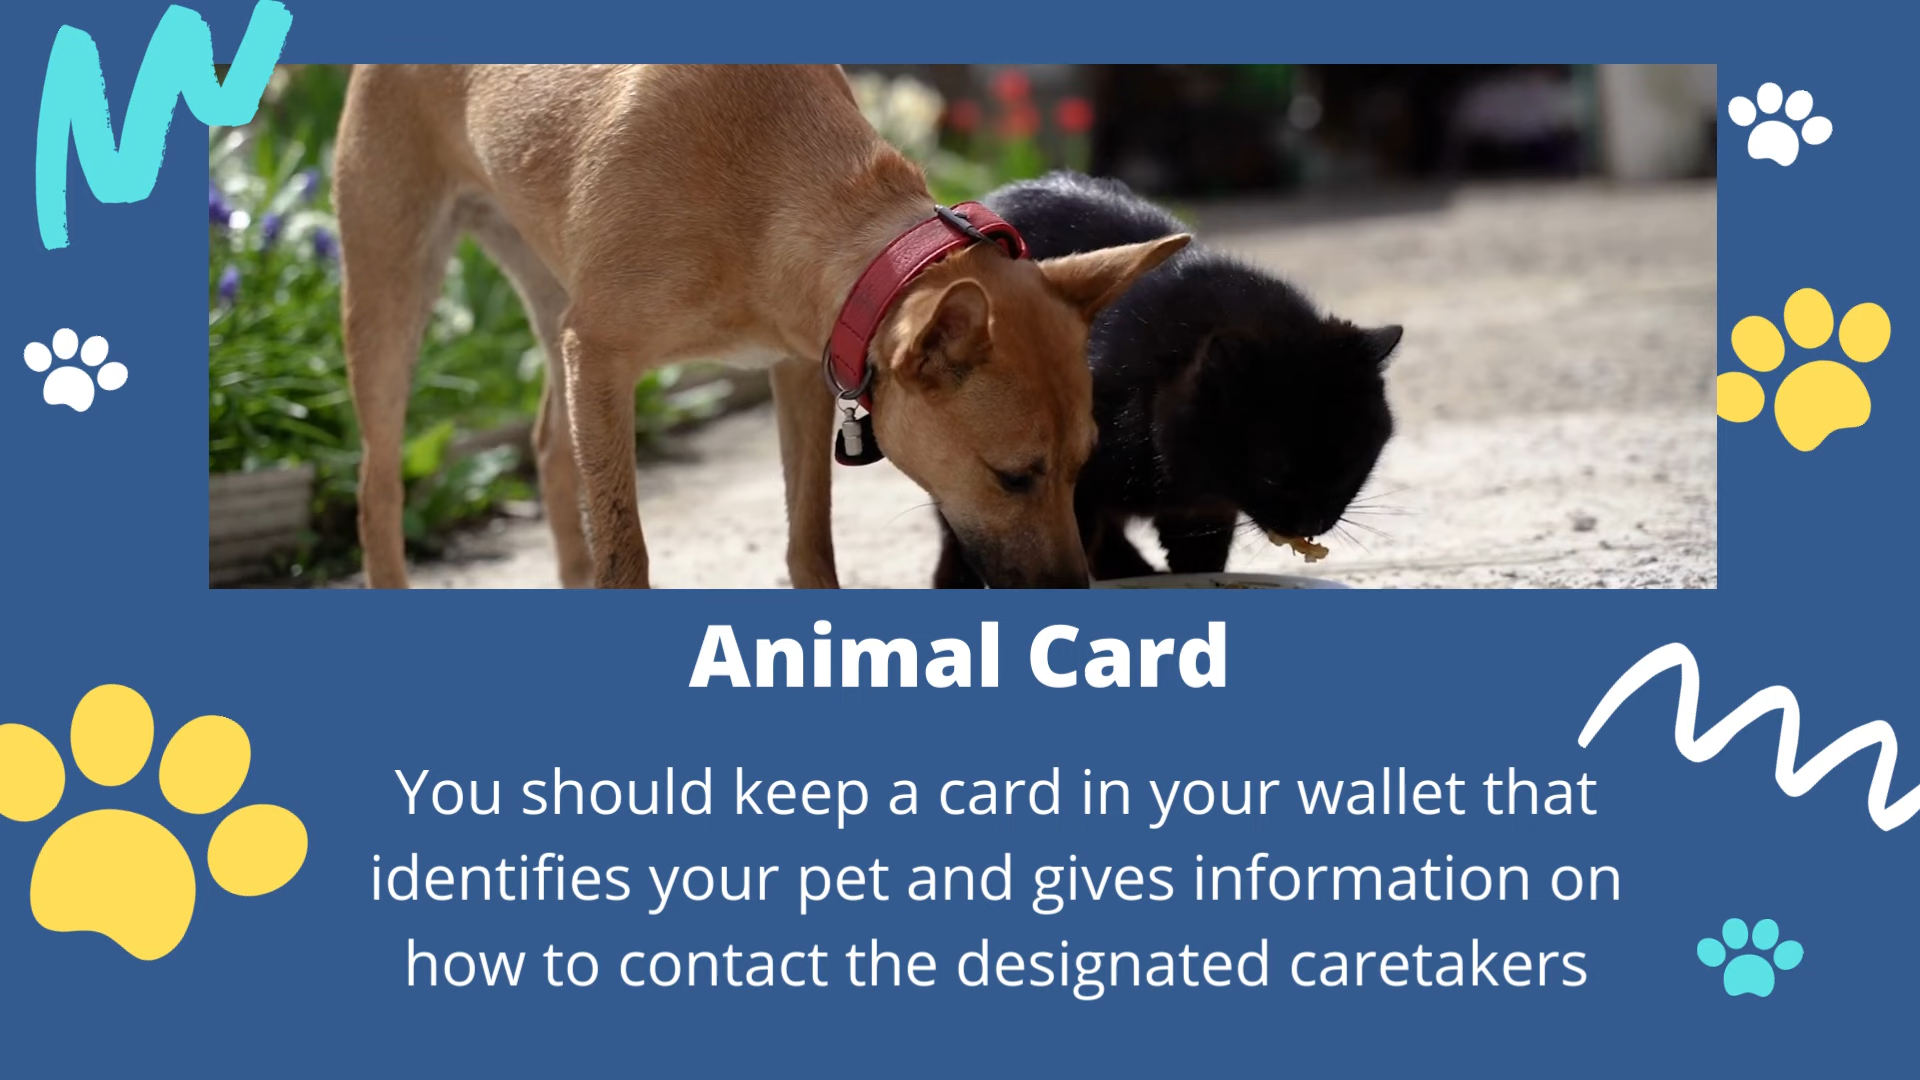 Animal Card
You should keep a card in your wallet that
identifies your pet and gives information on
how to contact the designated caretakers